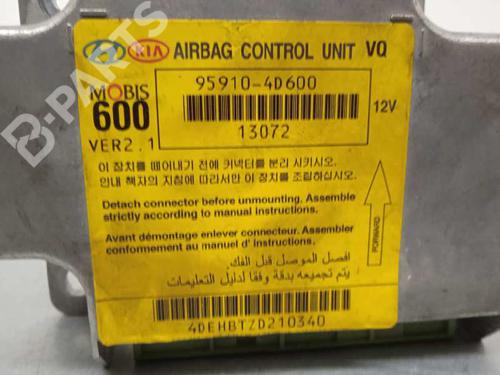 HYUNDAI KIA AIRBAG CONTROL UNIT VQ
MOBIS
600
VER2.1
95910-4D600
13072
12V
이 장치를 떼어내기 전에 커넥터를 분리 시키시오.
안내 책자의 지침에 따라서만 이 장치를 조립하십시오.
Detach connector before unmounting. Assemble
strictly according to manual instructions.
Avant démontage enlever connecteur. Assembler
conformement au manuel d' instructions.
افصل الموصل قبل الفك.
يتم تجميعه بدقة وفقا لدليل التعليمات
FORWARD
4DEHBTZD210340
B-PARTS